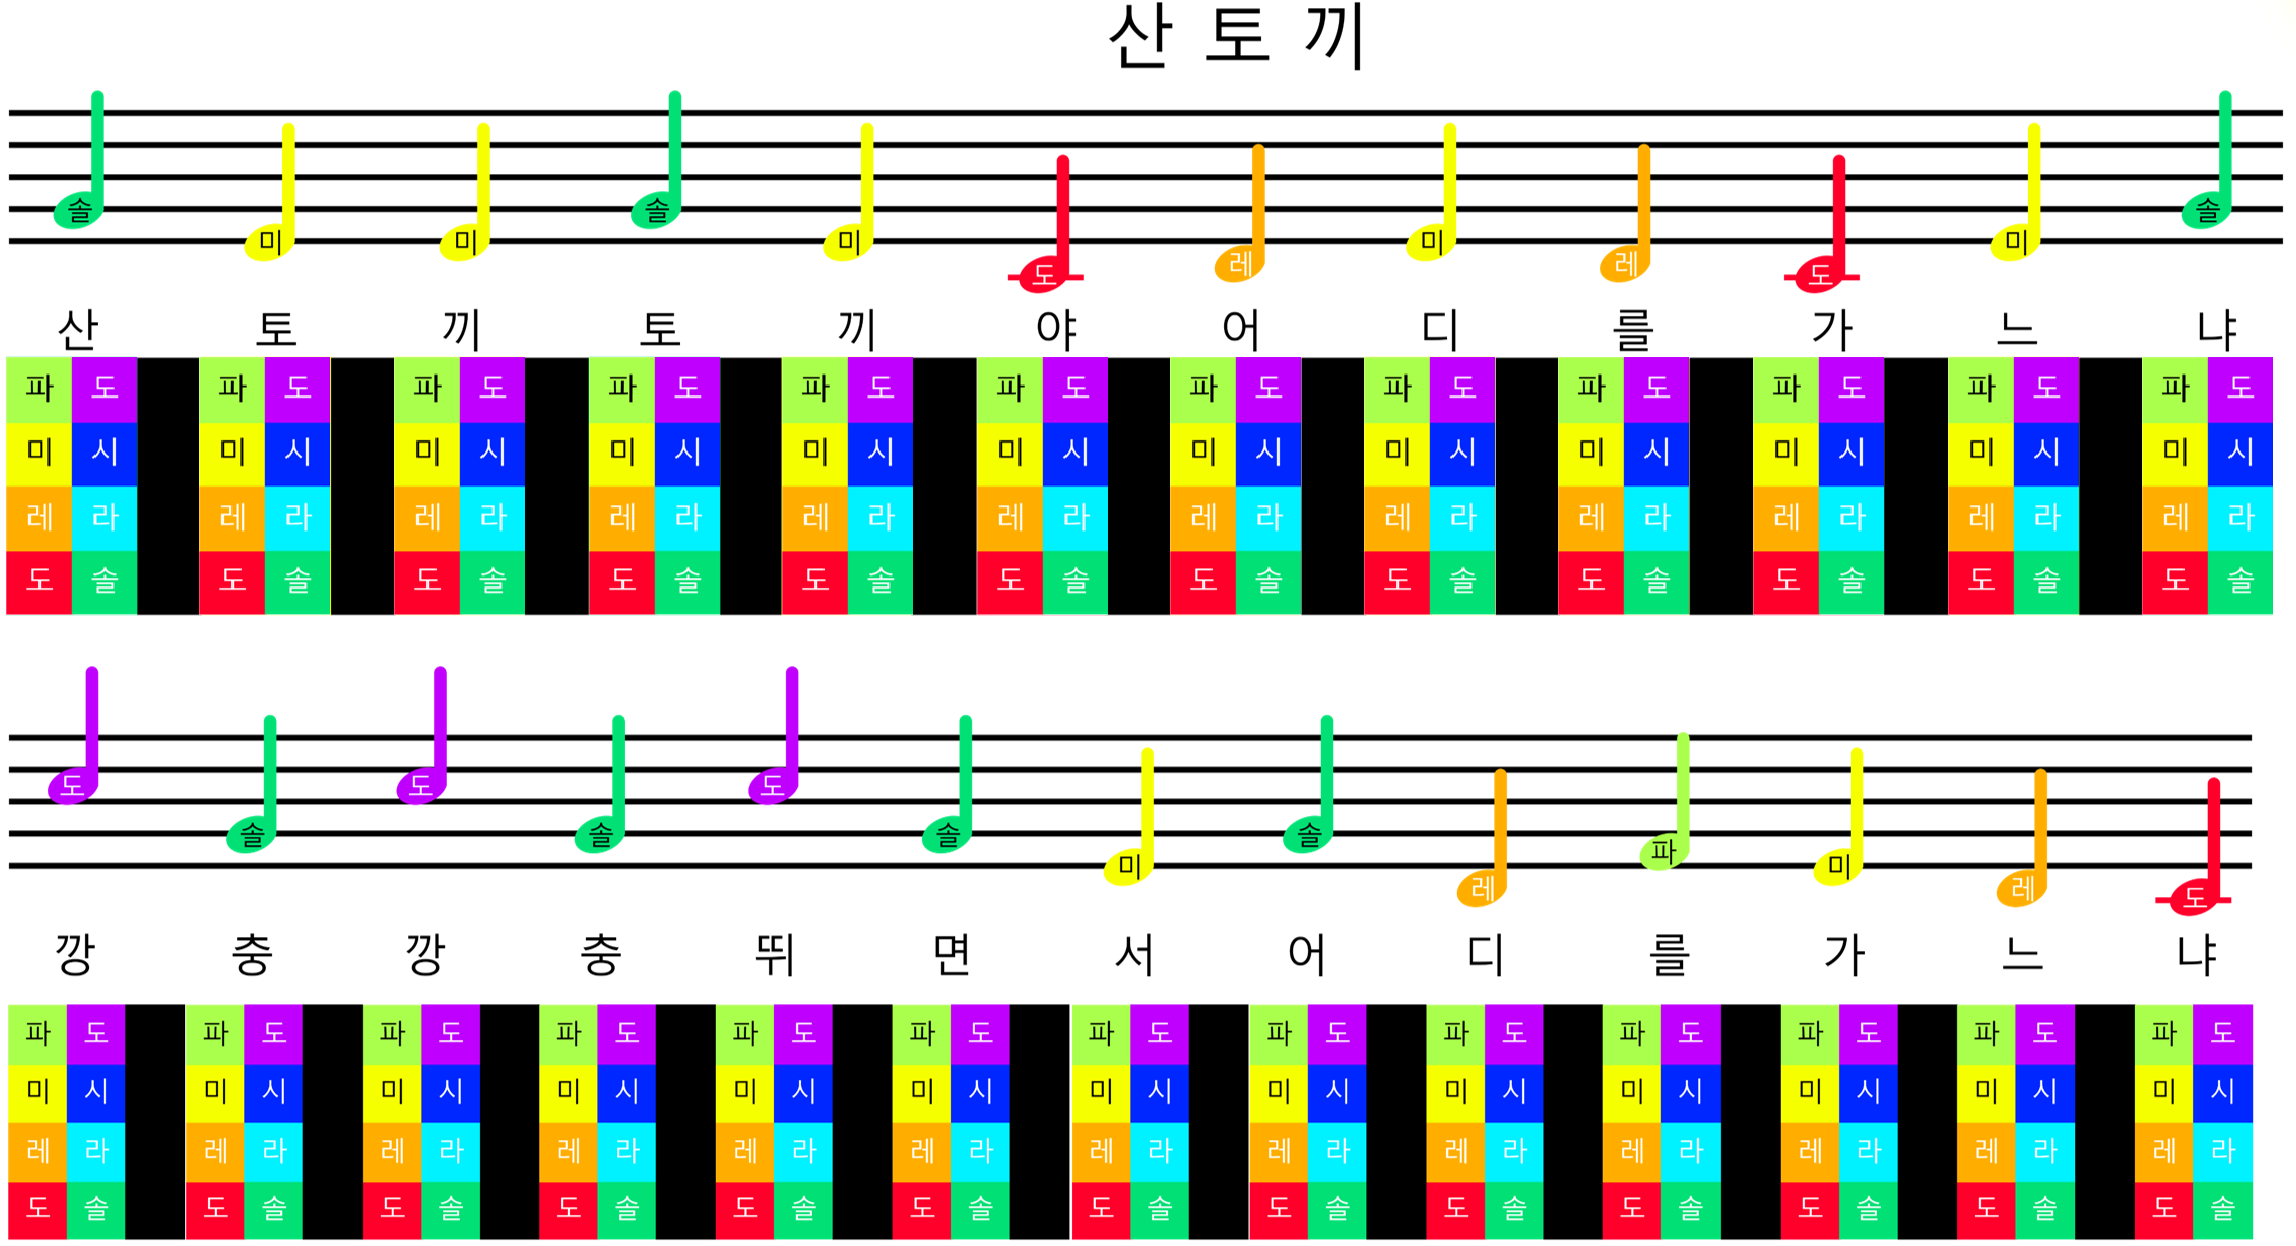 산 토 끼
솔 미 미 솔 미 도 레 미 레 도 미 솔
산 토 끼 토 끼 야 어 디 를 가 느 냐
파 도 파 도 파 도 파 도 파 도 파 도 파 도 파 도 파 도 파 도 파 도 파 도
미 시 미 시 미 시 미 시 미 시 미 시 미 시 미 시 미 시 미 시 미 시 미 시
레 라 레 라 레 라 레 라 레 라 레 라 레 라 레 라 레 라 레 라 레 라 레 라
도 솔 도 솔 도 솔 도 솔 도 솔 도 솔 도 솔 도 솔 도 솔 도 솔 도 솔 도 솔
도 솔 도 솔 도 솔 미 솔 레 파 미 레 도
깡 충 깡 충 뛰 면 서 어 디 를 가 느 냐
파 도 파 도 파 도 파 도 파 도 파 도 파 도 파 도 파 도 파 도 파 도 파 도 파 도
미 시 미 시 미 시 미 시 미 시 미 시 미 시 미 시 미 시 미 시 미 시 미 시 미 시
레 라 레 라 레 라 레 라 레 라 레 라 레 라 레 라 레 라 레 라 레 라 레 라 레 라
도 솔 도 솔 도 솔 도 솔 도 솔 도 솔 도 솔 도 솔 도 솔 도 솔 도 솔 도 솔 도 솔